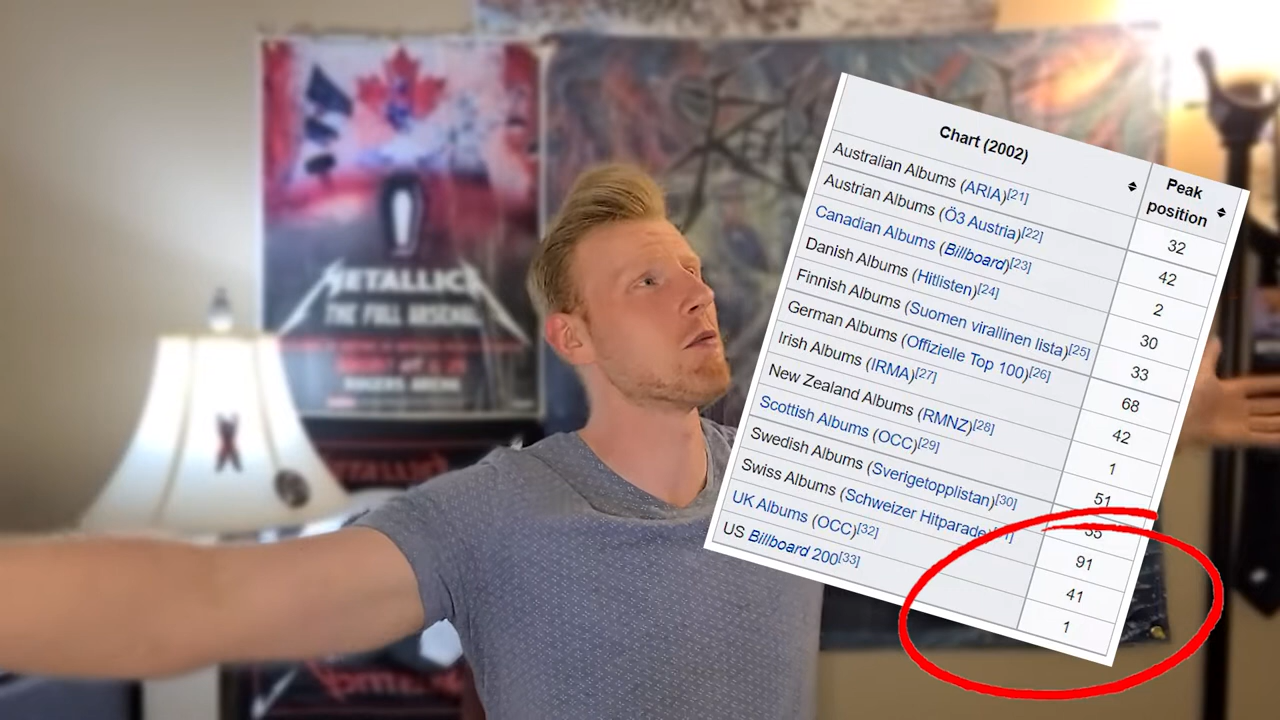 METALLICA
THE FULL ARSENAL
ROGERS ARENA
METALLICA
Chart (2002) Peak position
Australian Albums (ARIA)[21] 32
Austrian Albums (Ö3 Austria)[22] 42
Canadian Albums (Billboard)[23] 2
Danish Albums (Hitlisten)[24] 30
Finnish Albums (Suomen virallinen lista)[25] 33
German Albums (Offizielle Top 100)[26] 68
Irish Albums (IRMA)[27] 42
New Zealand Albums (RMNZ)[28] 1
Scottish Albums (OCC)[29] 51
Swedish Albums (Sverigetopplistan)[30] 35
Swiss Albums (Schweizer Hitparade) 91
UK Albums (OCC)[32] 41
US Billboard 200[33] 1